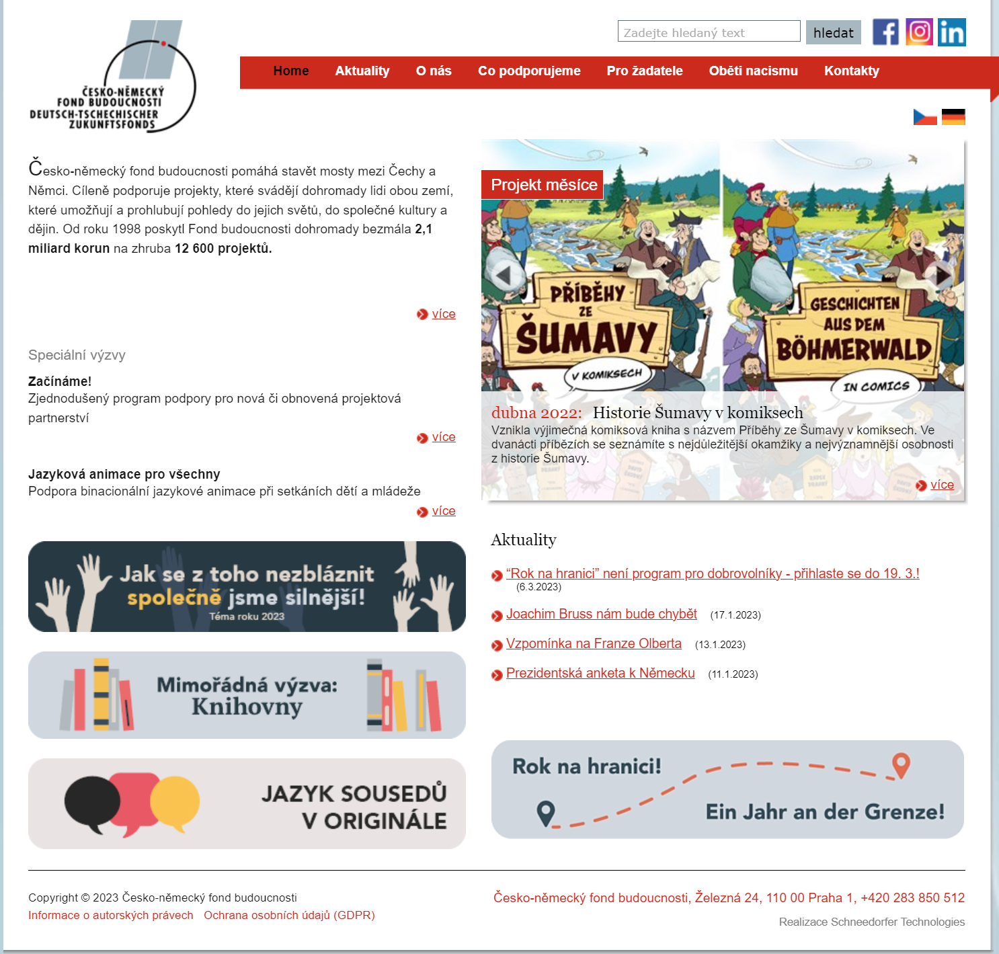 Zadejte hledaný text
hledat
Home Aktuality O nás Co podporujeme Pro žadatele Oběti nacismu Kontakty
ČESKO-NĚMECKÝ
FOND BUDOUCNOSTI
DEUTSCH-TSCHECHISCHER
ZUKUNFTSFONDS
Česko-německý fond budoucnosti pomáhá stavět mosty mezi Čechy a
Němci. Cíleně podporuje projekty, které svádějí dohromady lidi obou zemí,
které umožňují a prohlubují pohledy do jejich světů, do společné kultury a
dějin. Od roku 1998 poskytl Fond budoucnosti dohromady bezmála 2,1
miliard korun na zhruba 12 600 projektů.
více
Speciální výzvy
Začínáme!
Zjednodušený program podpory pro nová či obnovená projektová
partnerství
více
Jazyková animace pro všechny
Podpora binacionální jazykové animace při setkáních dětí a mládeže
více
Jak se z toho nezbláznit
společně jsme silnější!
Téma roku 2023
Mimořádná výzva:
Knihovny
JAZYK SOUSEDŮ
V ORIGINÁLE
Projekt měsíce
PŘÍBĚHY
ZE
ŠUMAVY
V KOMIKSECH
GESCHICHTEN
AUS DEM
BÖHMERWALD
IN COMICS
dubna 2022: Historie Šumavy v komiksech
Vznikla výjimečná komiksová kniha s názvem Příběhy ze Šumavy v komiksech. Ve
dvanácti příbězích se seznámíte s nejdůležitější okamžiky a nejvýznamnější osobnosti
z historie Šumavy.
více
Aktuality
“Rok na hranici” není program pro dobrovolníky - přihlaste se do 19. 3.!
(6.3.2023)
Joachim Bruss nám bude chybět (17.1.2023)
Vzpomínka na Franze Olberta (13.1.2023)
Prezidentská anketa k Německu (11.1.2023)
Rok na hranici!
Ein Jahr an der Grenze!
Copyright © 2023 Česko-německý fond budoucnosti
Informace o autorských právech Ochrana osobních údajů (GDPR)
Česko-německý fond budoucnosti, Železná 24, 110 00 Praha 1, +420 283 850 512
Realizace Schneedorfer Technologies